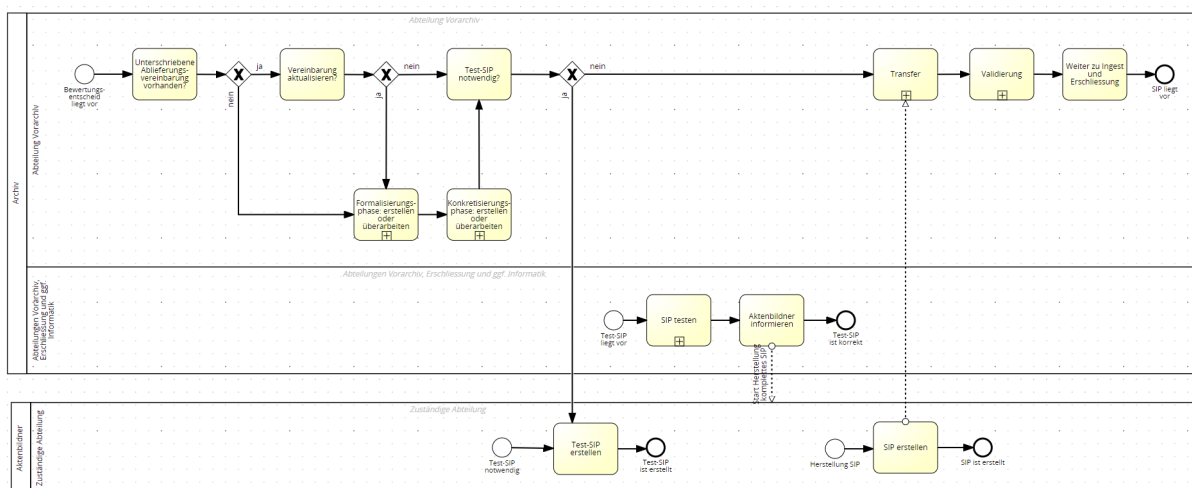 Abteilung Vorarchiv
Archiv
Abteilung Vorarchiv
Bewertungs-
entscheid
liegt vor
Unterschriebene
Ablieferungs-
vereinbarung
vorhanden?
ja
nein
Vereinbarung
aktualisieren?
nein
ja
Test-SIP
notwendig?
nein
ja
Transfer
Validierung
Weiter zu Ingest
und
Erschliessung
SIP liegt
vor
Formalisierungs-
phase: erstellen
oder
überarbeiten
Konkretisierungs-
phase: erstellen
oder
überarbeiten
Abteilungen Vorarchiv, Erschliessung und ggf. Informatik
Abteilungen Vorarchiv,
Erschliessung und ggf.
Informatik
Test-SIP
liegt vor
SIP testen
Aktenbildner
informieren
Test-SIP
ist korrekt
Start Herstellung
komplettes SIP
Zuständige Abteilung
Aktenbildner
Zuständige Abteilung
Test-SIP
notwendig
Test-SIP
erstellen
Test-SIP
ist erstellt
Herstellung SIP
SIP erstellen
SIP ist erstellt